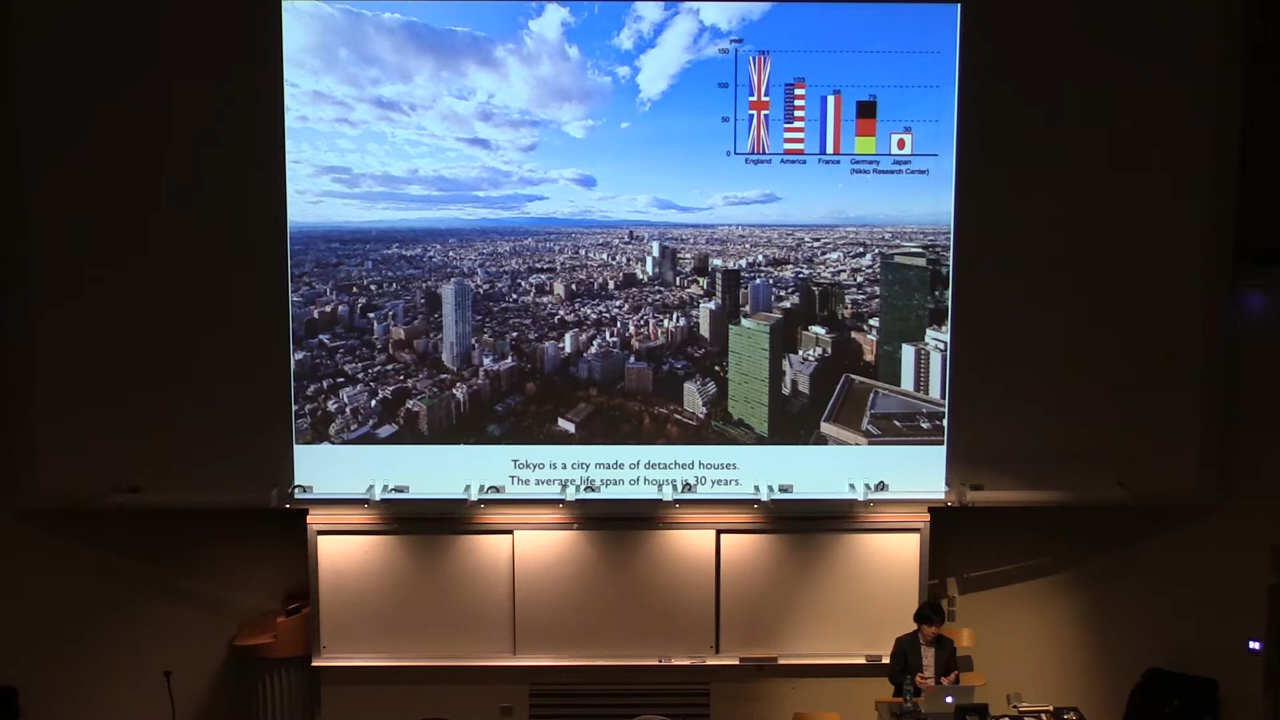 year
150
141
103
100
86
79
50
30
0
England America France Germany Japan
(Nikko Research Center)
Tokyo is a city made of detached houses.
The average life span of house is 30 years.